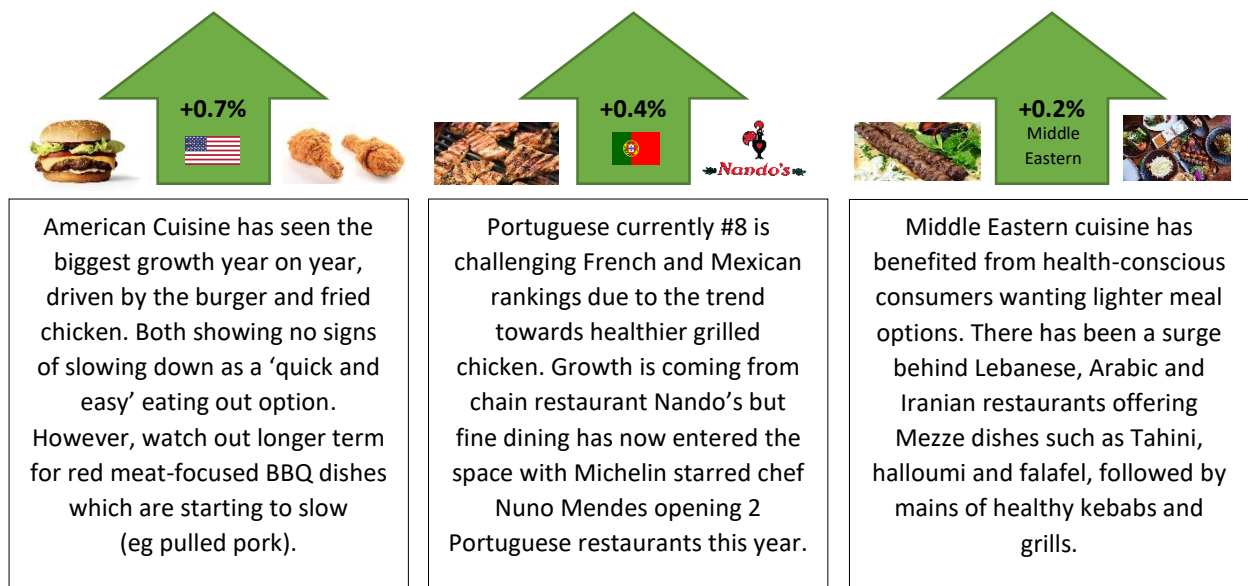 +0.7%
American Cuisine has seen the
biggest growth year on year,
driven by the burger and fried
chicken. Both showing no signs
of slowing down as a ‘quick and
easy’ eating out option.
However, watch out longer term
for red meat-focused BBQ dishes
which are starting to slow
(eg pulled pork).
+0.4%
Nando's
Portuguese currently #8 is
challenging French and Mexican
rankings due to the trend
towards healthier grilled
chicken. Growth is coming from
chain restaurant Nando’s but
fine dining has now entered the
space with Michelin starred chef
Nuno Mendes opening 2
Portuguese restaurants this year.
+0.2%
Middle
Eastern
Middle Eastern cuisine has
benefited from health-conscious
consumers wanting lighter meal
options. There has been a surge
behind Lebanese, Arabic and
Iranian restaurants offering
Mezze dishes such as Tahini,
halloumi and falafel, followed by
mains of healthy kebabs and
grills.